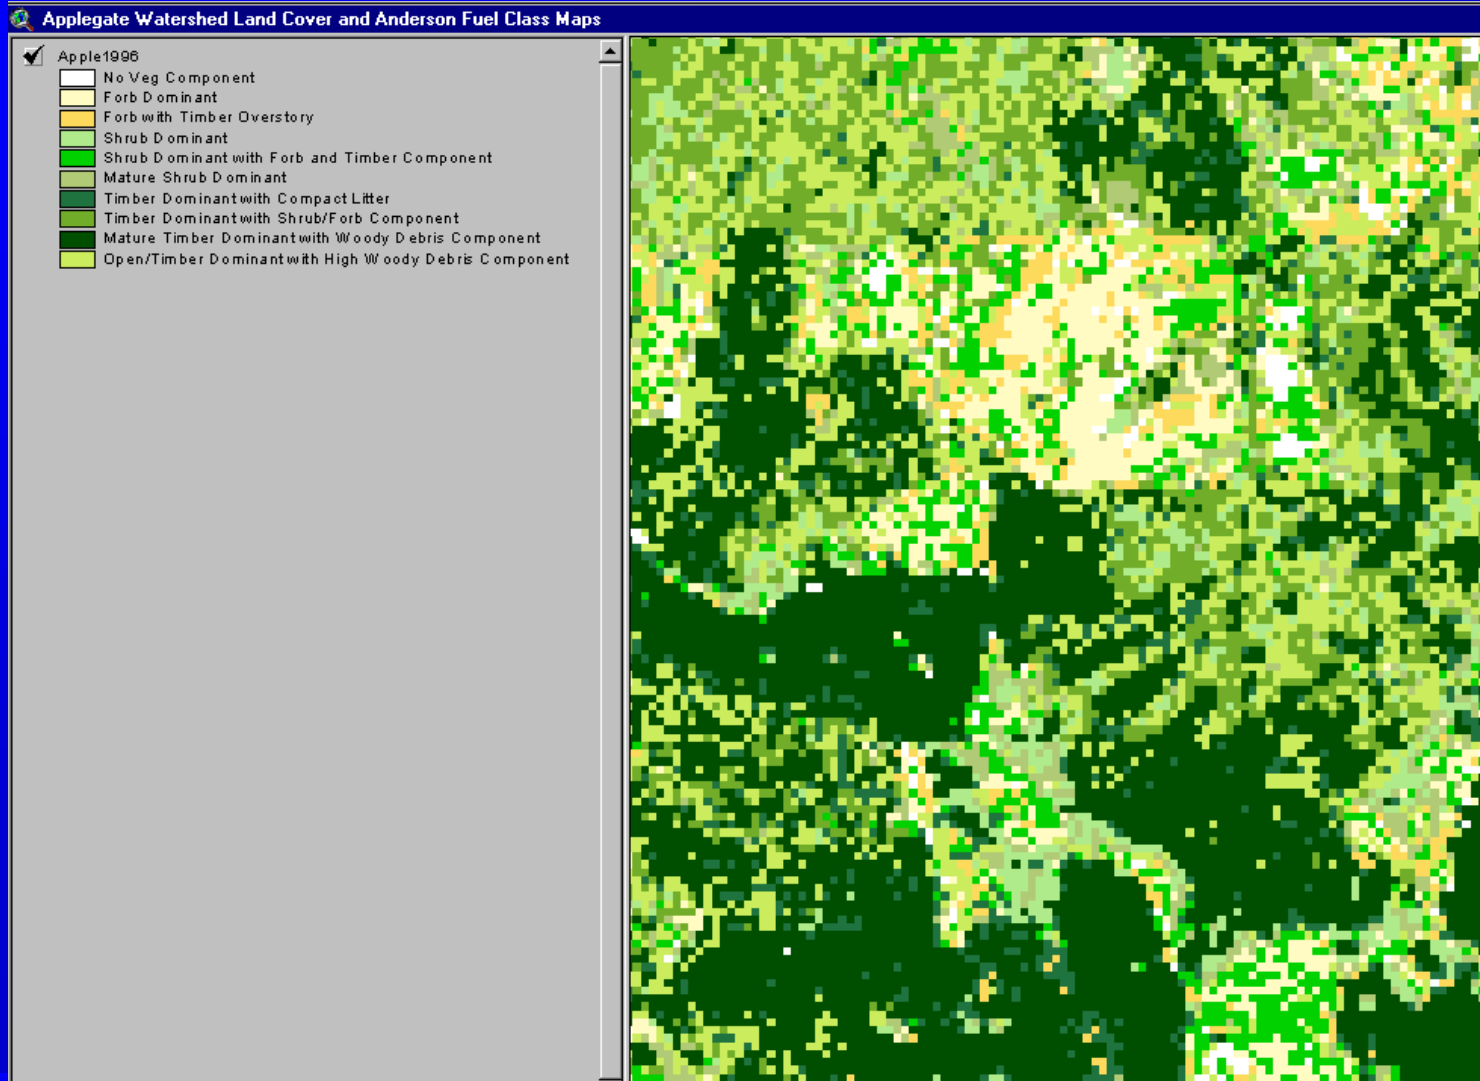 Applegate Watershed Land Cover and Anderson Fuel Class Maps
Apple1996
No Veg Component
Forb Dominant
Forb with Timber Overstory
Shrub Dominant
Shrub Dominant with Forb and Timber Component
Mature Shrub Dominant
Timber Dominant with Compact Litter
Timber Dominant with Shrub/Forb Component
Mature Timber Dominant with Woody Debris Component
Open/Timber Dominant with High Woody Debris Component